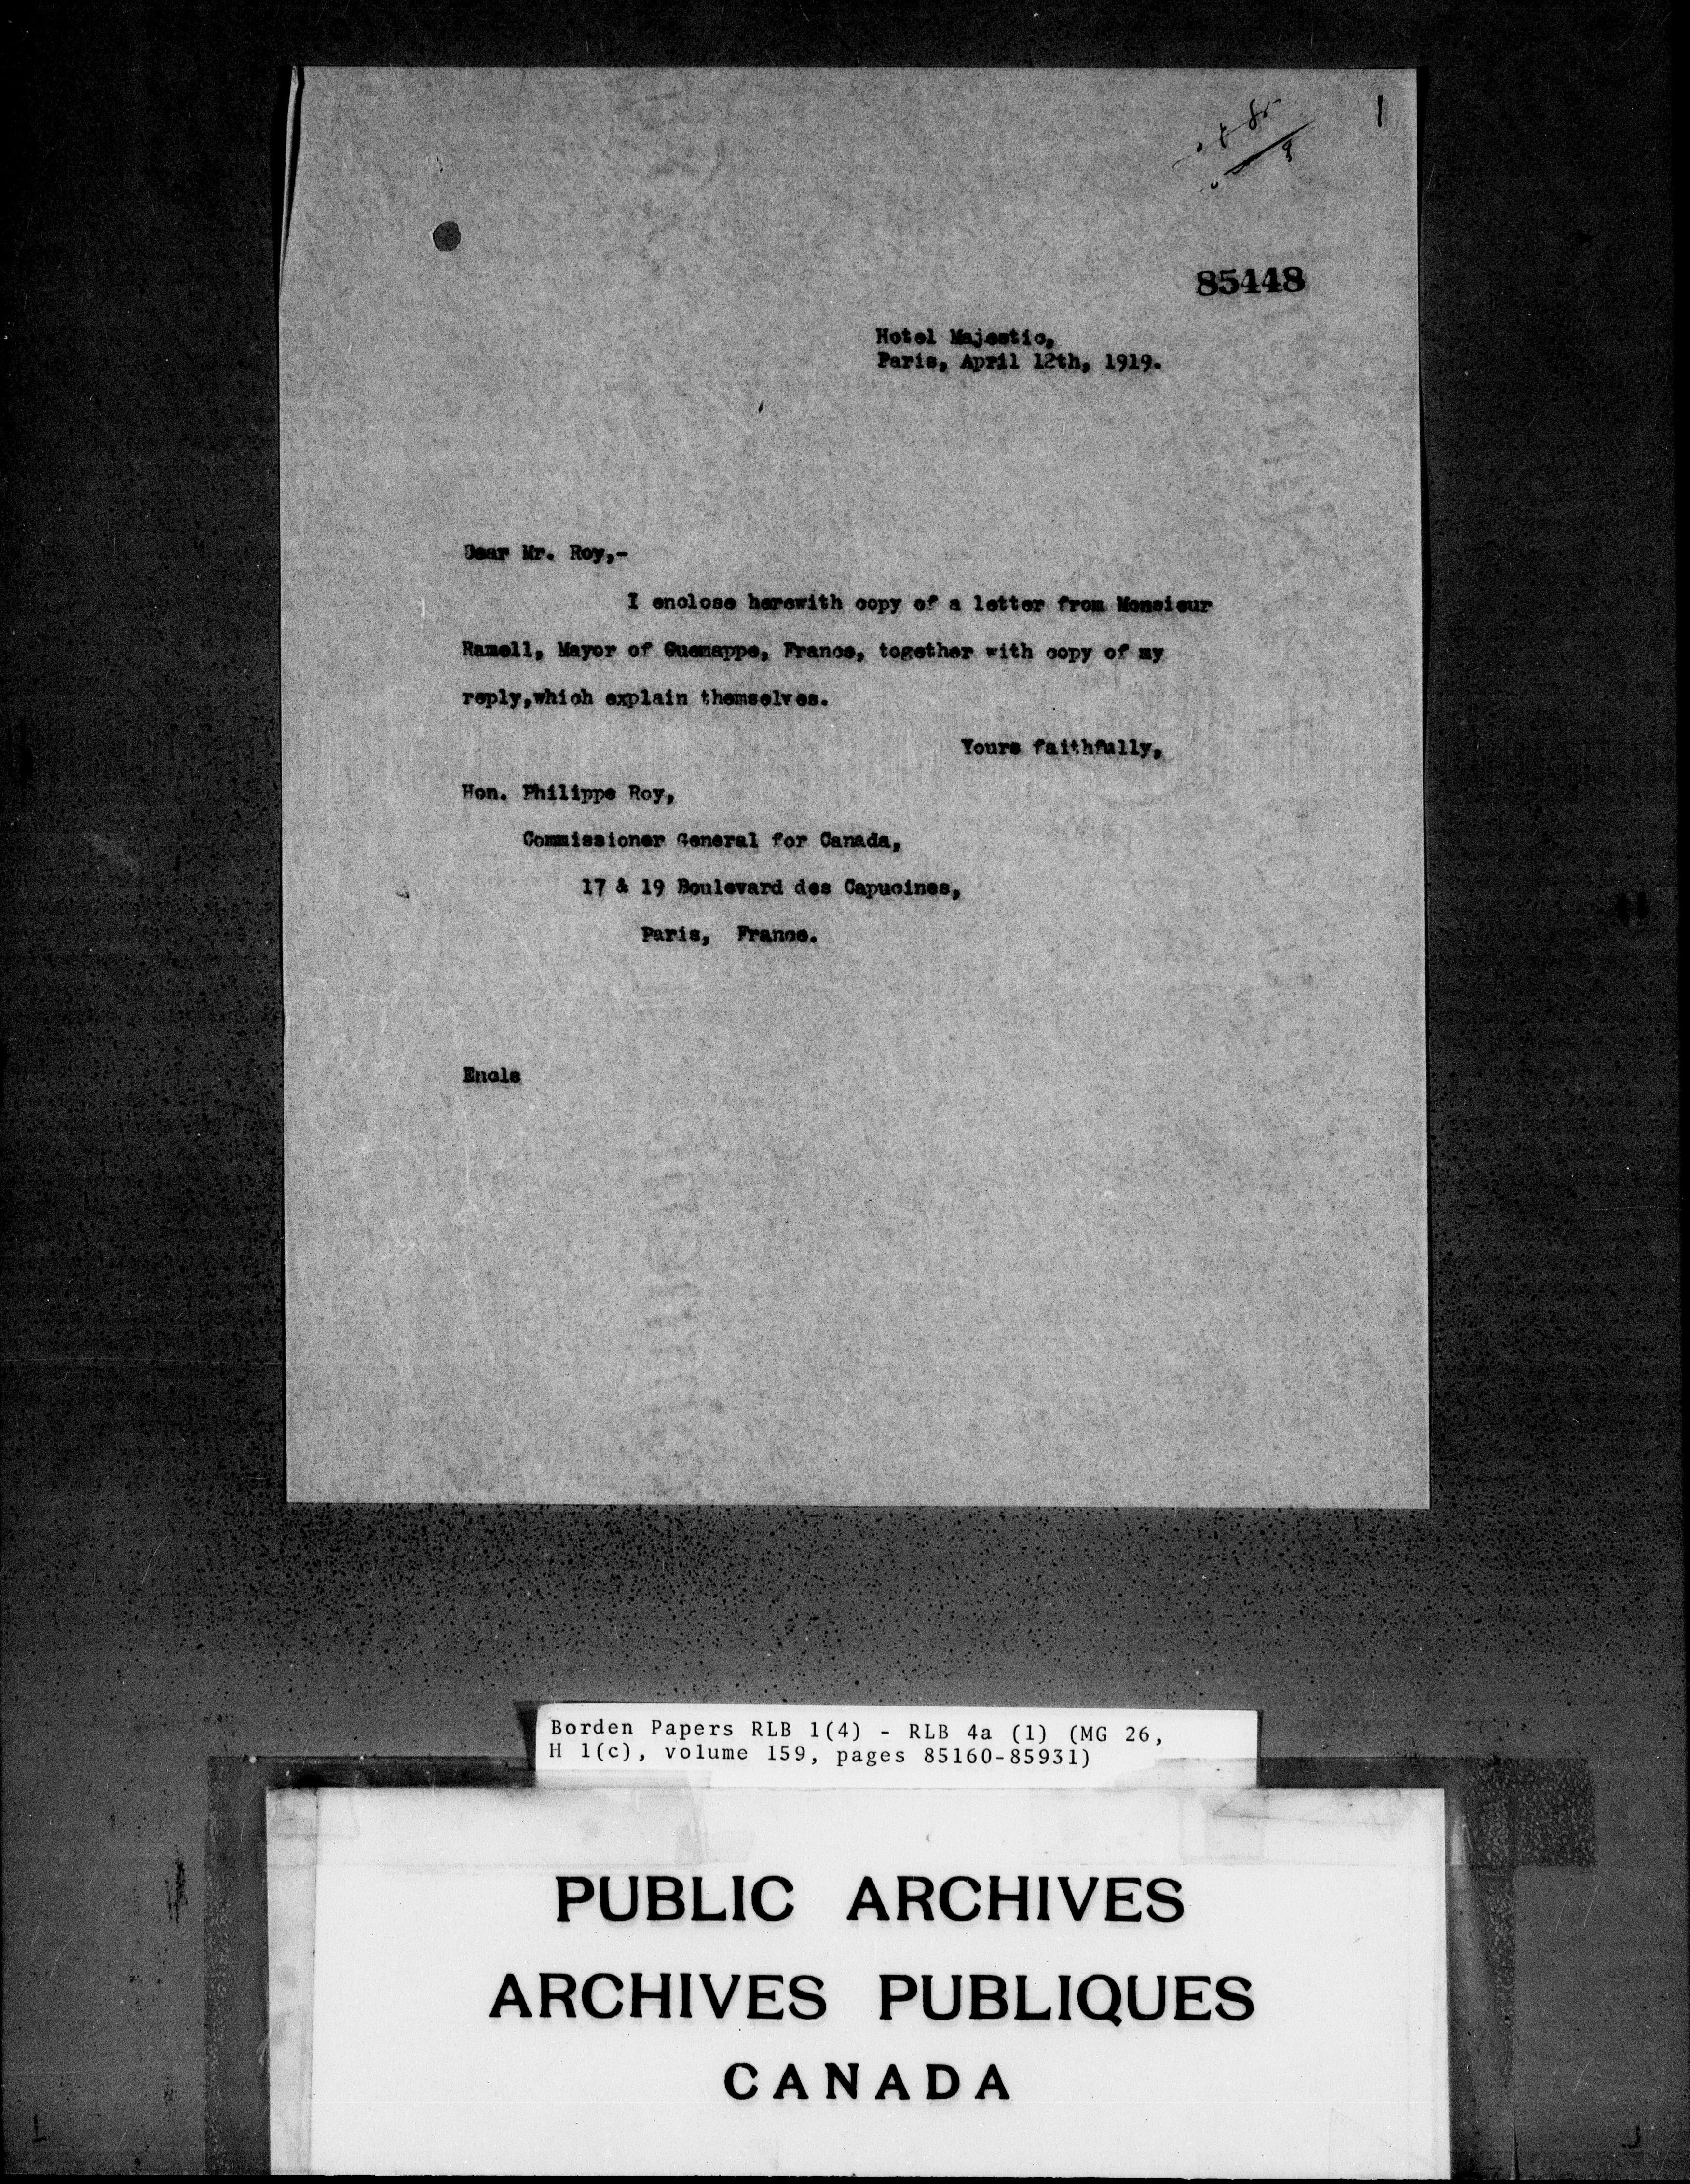 1
85448
Hotel Majestic,
Paris, April 12th, 1919.
Dear Mr. Roy,-
I enclose herewith copy of a letter from Monsieur
Ramell, Mayor of Guemappe, France, together with copy of my
reply,which explain themselves.
Yours faithfully,
Hon. Philippe Roy,
Commissioner General for Canada,
17 & 19 Boulevard des Capucines,
Paris, France.
Encls
Borden Papers RLB 1(4) - RLB 4a (1) (MG 26,
H 1(c), volume 159, pages 85160-85931)
PUBLIC ARCHIVES
ARCHIVES PUBLIQUES
CANADA